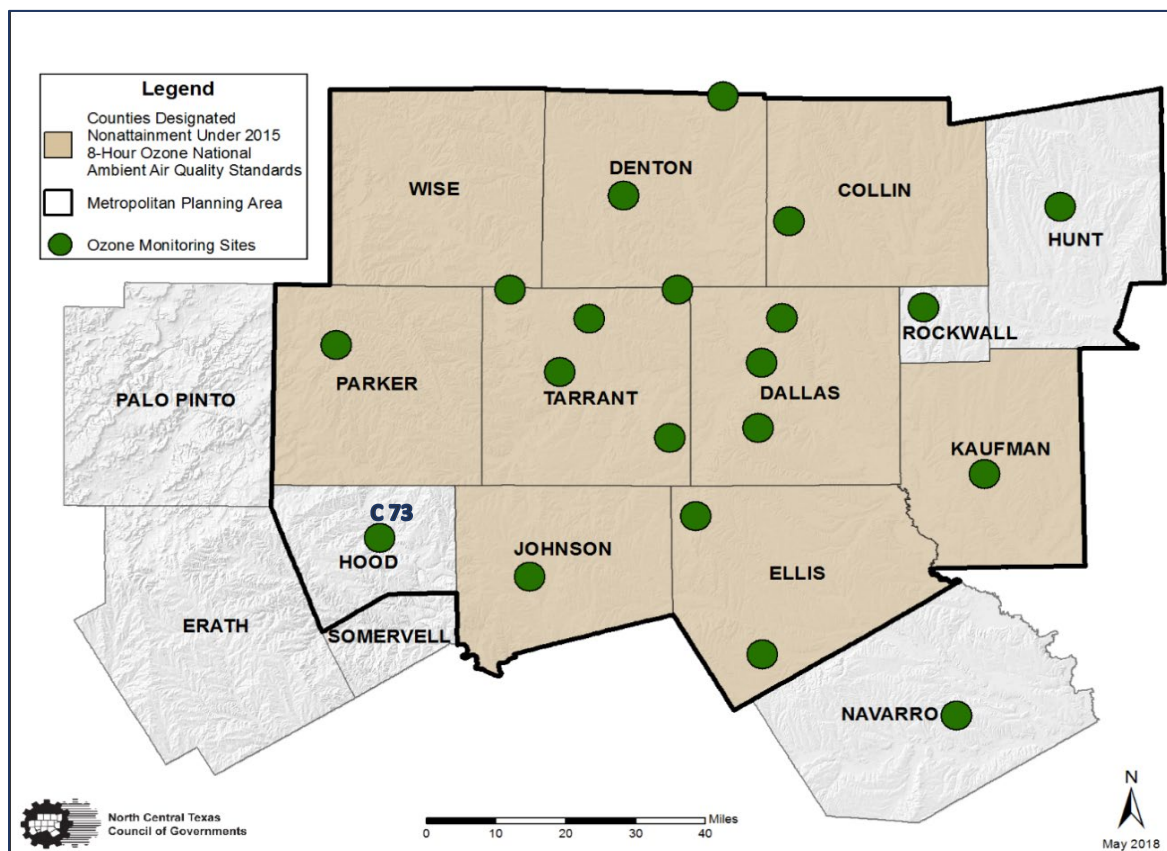 Legend
Counties Designated
Nonattainment Under 2015
8-Hour Ozone National
Ambient Air Quality Standards
Metropolitan Planning Area
Ozone Monitoring Sites
WISE
DENTON
COLLIN
HUNT
ROCKWALL
PALO PINTO
PARKER
TARRANT
DALLAS
KAUFMAN
C 73
HOOD
JOHNSON
ELLIS
ERATH
SOMERVELL
NAVARRO
North Central Texas
Council of Governments
Miles
0 10 20 30 40
N
May 2018